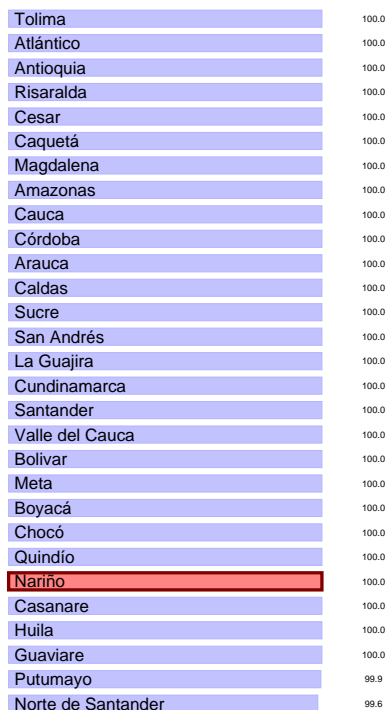 Tolima 100.0
Atlántico 100.0
Antioquia 100.0
Risaralda 100.0
Cesar 100.0
Caquetá 100.0
Magdalena 100.0
Amazonas 100.0
Cauca 100.0
Córdoba 100.0
Arauca 100.0
Caldas 100.0
Sucre 100.0
San Andrés 100.0
La Guajira 100.0
Cundinamarca 100.0
Santander 100.0
Valle del Cauca 100.0
Bolivar 100.0
Meta 100.0
Boyacá 100.0
Chocó 100.0
Quindío 100.0
Nariño 100.0
Casanare 100.0
Huila 100.0
Guaviare 100.0
Putumayo 99.9
Norte de Santander 99.6